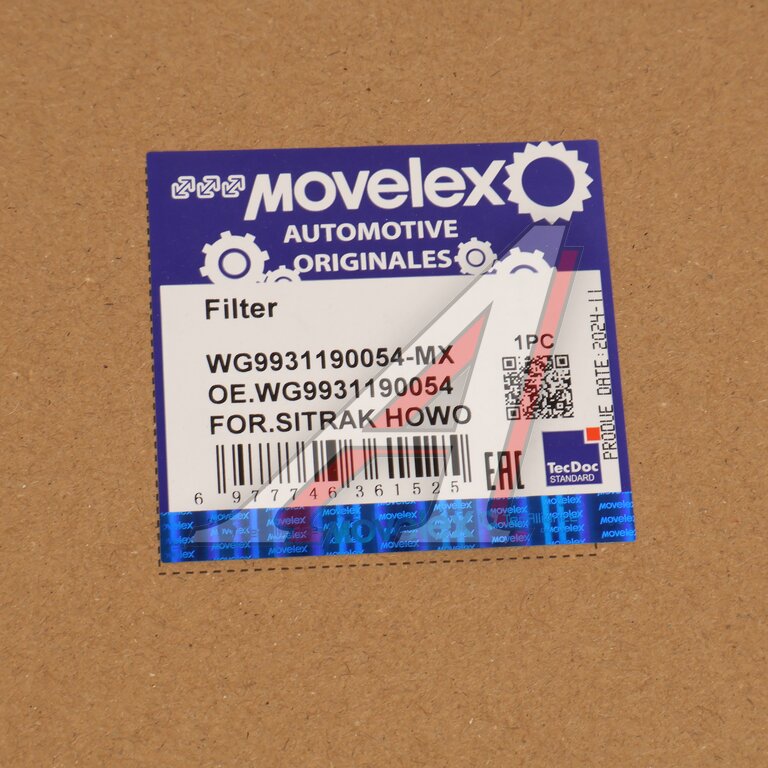 MOVelex
AUTOMOTIVE
ORIGINALES
Filter
WG9931190054-MX
OE.WG9931190054
FOR.SITRAK HOWO
1PC
PRODUE DATE:2024-11
6 977746 361525
EAC
TecDoc
STANDARD
MOVelex